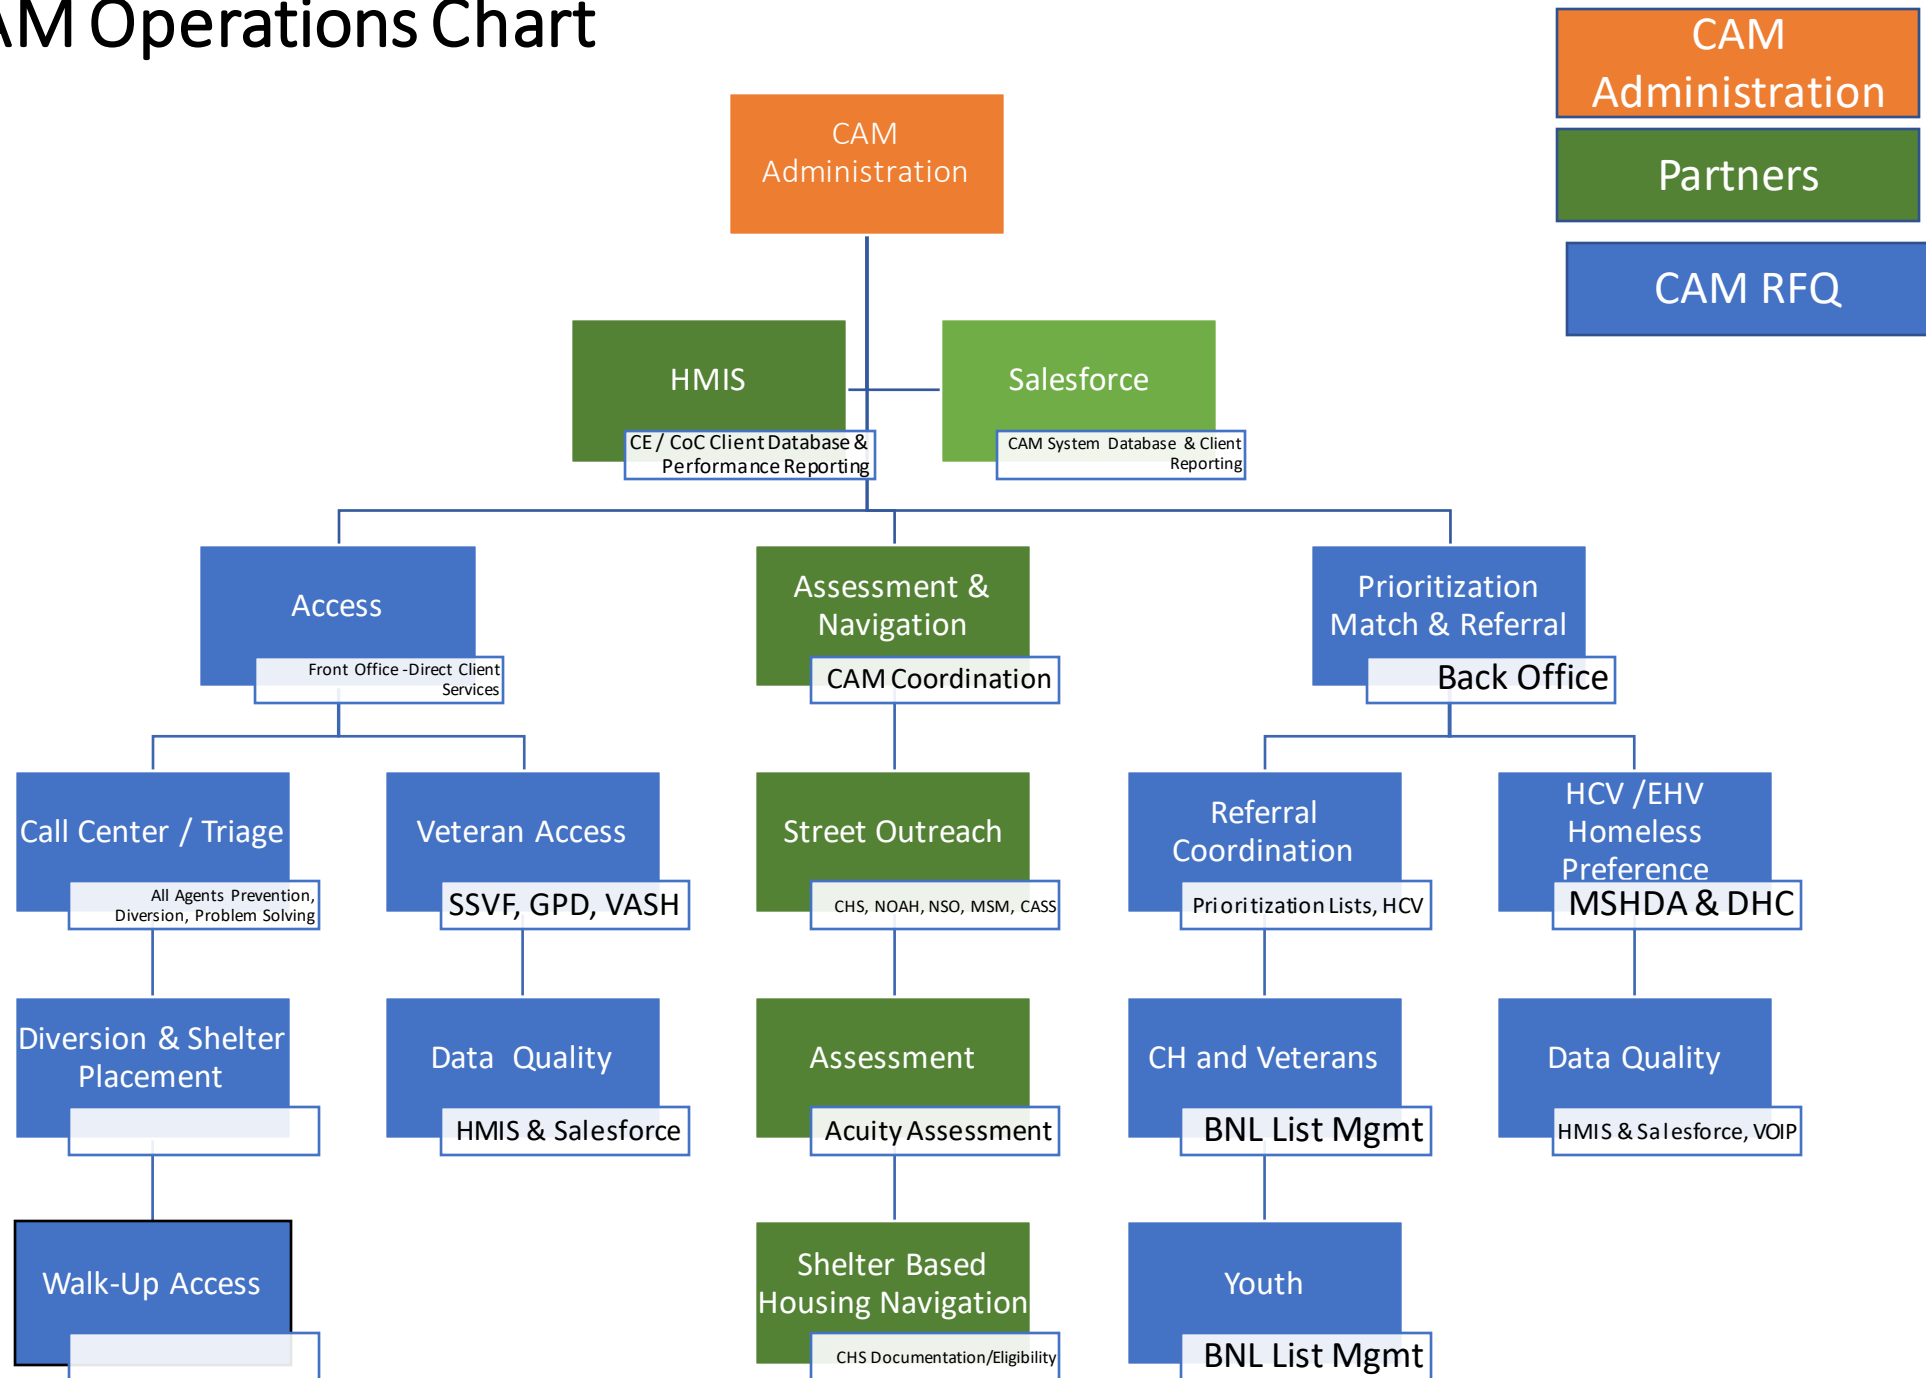 AM Operations Chart
CAM
Administration
Partners
CAM RFQ
CAM
Administration
HMIS
CE / CoC Client Database &
Performance Reporting
Salesforce
CAM System Database & Client
Reporting
Access
Front Office -Direct Client
Services
Assessment &
Navigation
CAM Coordination
Prioritization
Match & Referral
Back Office
Call Center / Triage
All Agents Prevention,
Diversion, Problem Solving
Veteran Access
SSVF, GPD, VASH
Street Outreach
CHS, NOAH, NSO, MSM, CASS
Referral
Coordination
Prioritization Lists, HCV
HCV /EHV
Homeless
Preference
MSHDA & DHC
Diversion & Shelter
Placement
Data Quality
HMIS & Salesforce
Assessment
Acuity Assessment
CH and Veterans
BNL List Mgmt
Data Quality
HMIS & Salesforce, VOIP
Walk-Up Access
Shelter Based
Housing Navigation
CHS Documentation/Eligibility
Youth
BNL List Mgmt